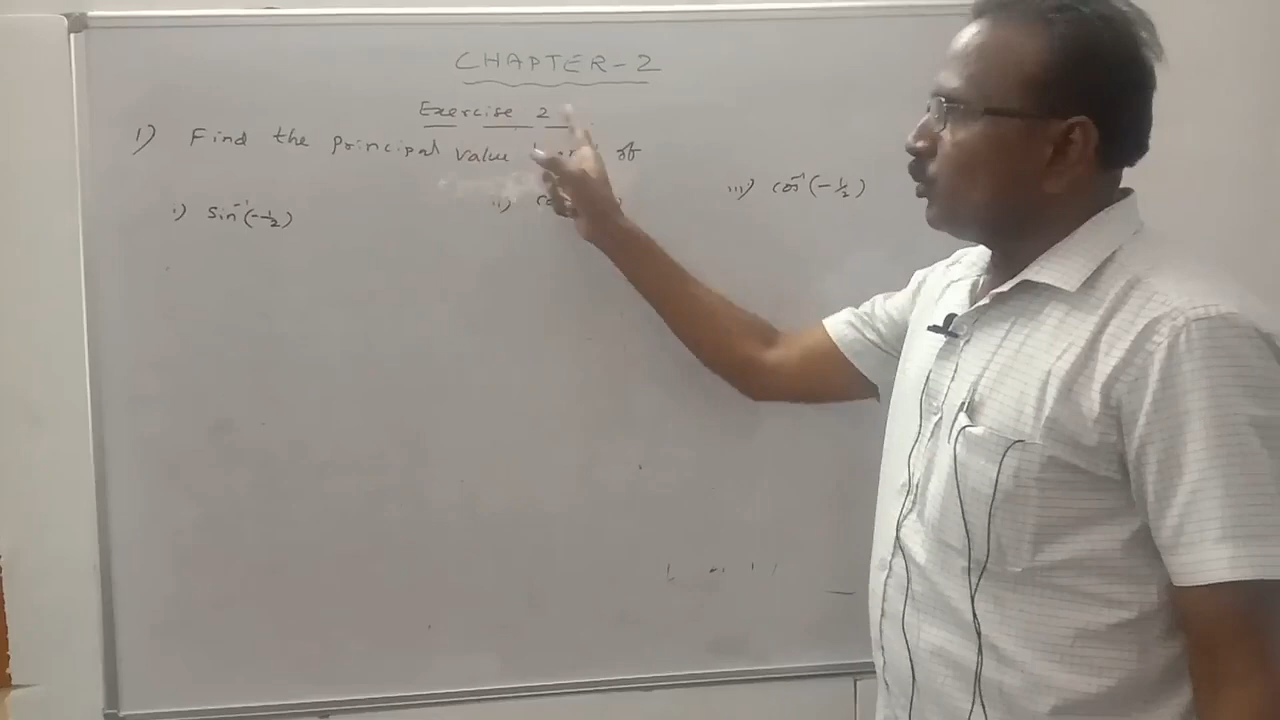 CHAPTER-2
Exercise 2
1) Find the principal value of
i) sin⁻¹(-1/2) ii) iii) cos⁻¹(-1/2)